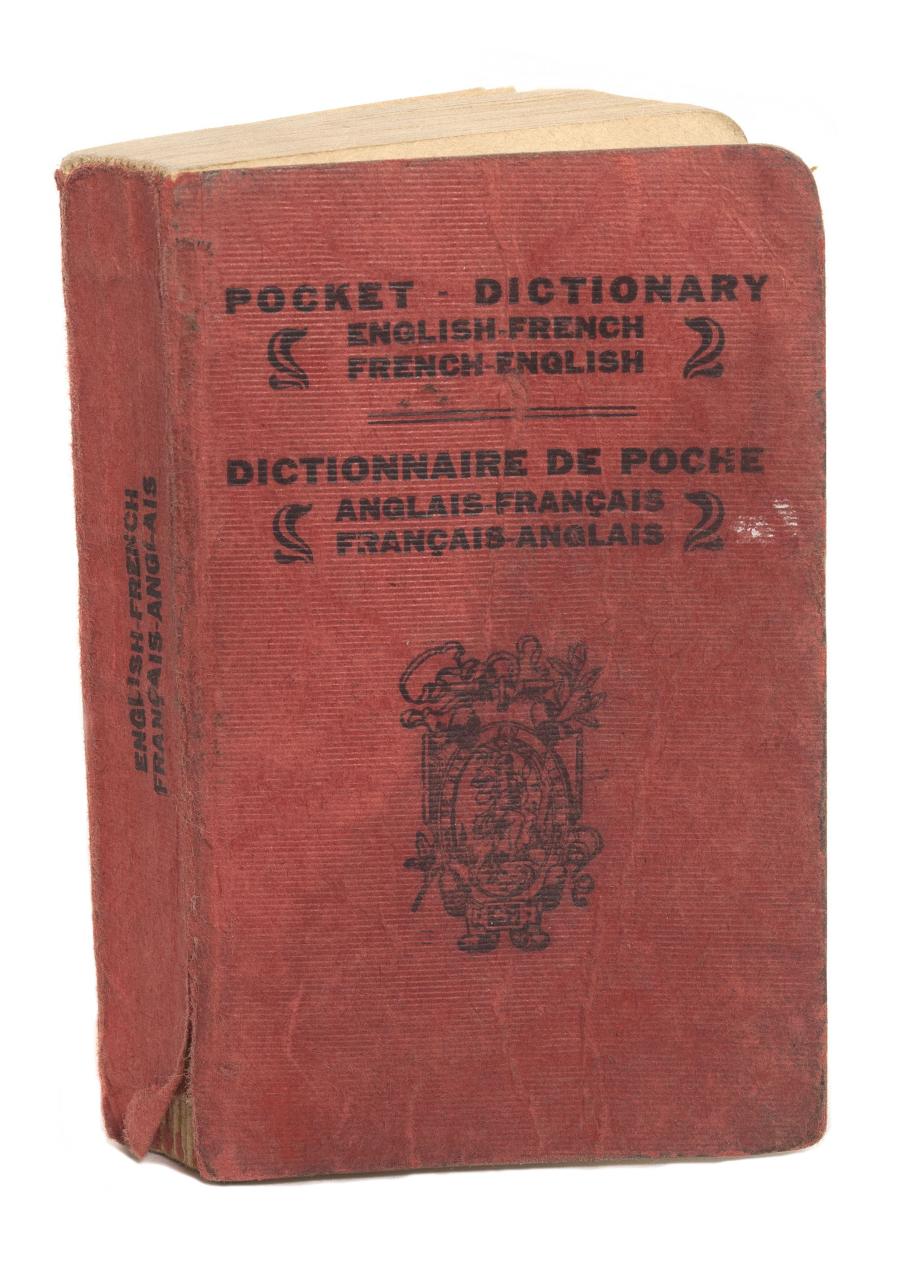 POCKET - DICTIONARY
ENGLISH-FRENCH
FRENCH-ENGLISH
DICTIONNAIRE DE POCHE
ANGLAIS-FRANÇAIS
FRANÇAIS-ANGLAIS
ENGLISH-FRENCH
FRANÇAIS-ANGLAIS